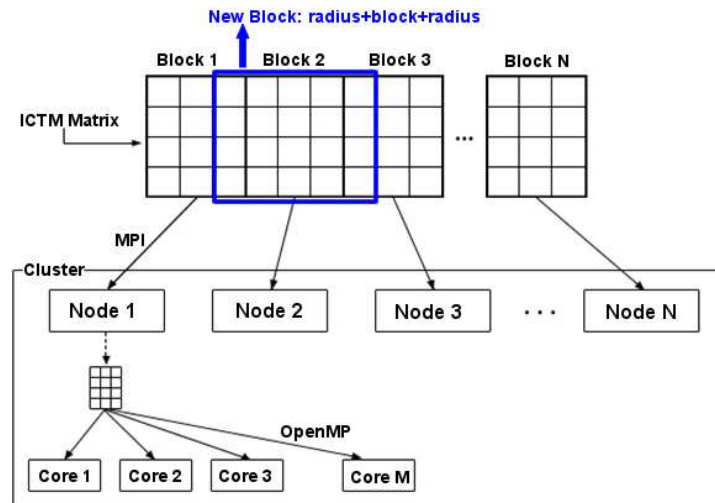 New Block: radius+block+radius
Block 1 Block 2 Block 3 Block N
ICTM Matrix
...
MPI
Cluster
Node 1 Node 2 Node 3 . . . Node N
OpenMP
Core 1 Core 2 Core 3 Core M